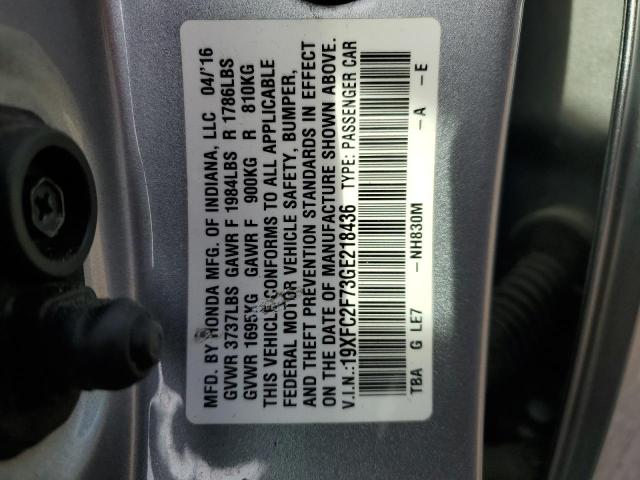 MFD. BY HONDA MFG. OF INDIANA, LLC 04/'16
GVWR 3737LBS GAWR F 1984LBS R 1786LBS
GVWR 1695KG GAWR F 900KG R 810KG
THIS VEHICLE CONFORMS TO ALL APPLICABLE
FEDERAL MOTOR VEHICLE SAFETY, BUMPER,
AND THEFT PREVENTION STANDARDS IN EFFECT
ON THE DATE OF MANUFACTURE SHOWN ABOVE.
V.I.N.:19XFC2F73GE218436 TYPE: PASSENGER CAR
TBA G LE7 -NH830M -A -E